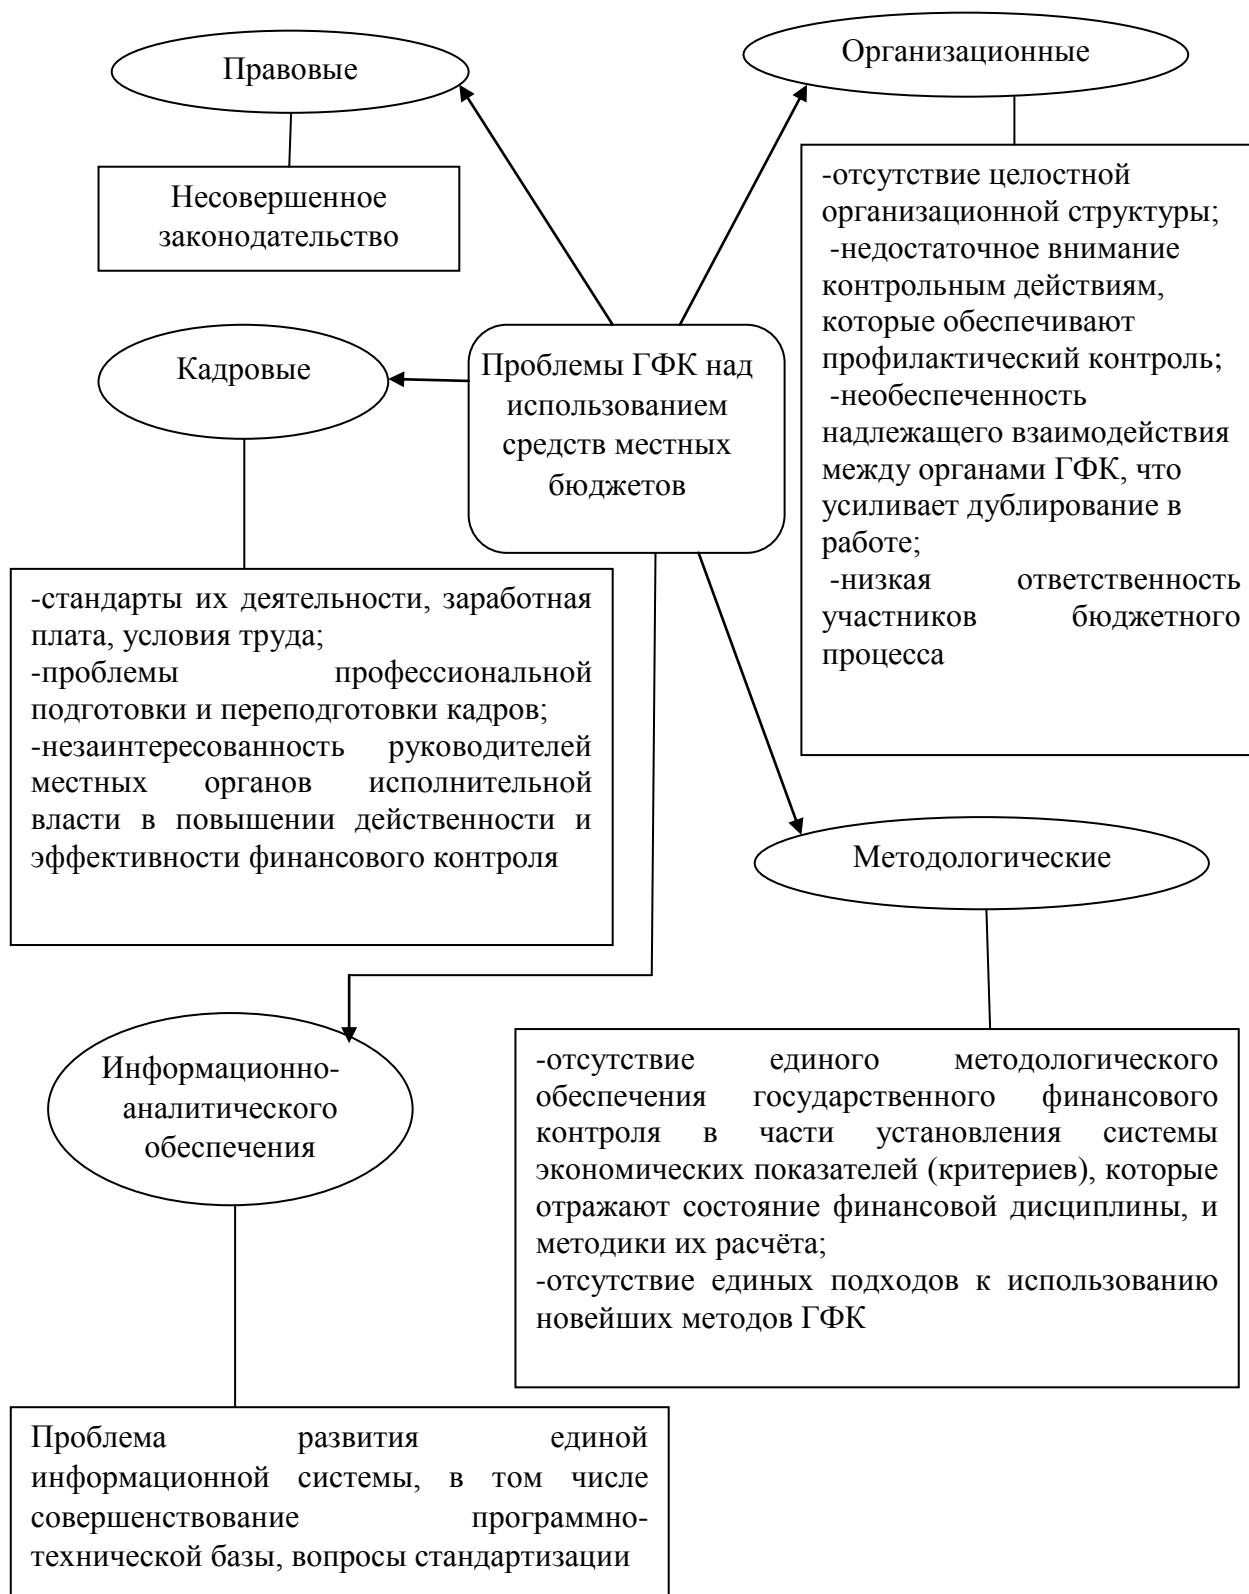 Правовые
Несовершенное
законодательство
Организационные
-отсутствие целостной
организационной структуры;
-недостаточное внимание
контрольным действиям,
которые обеспечивают
профилактический контроль;
-необеспеченность
надлежащего взаимодействия
между органами ГФК, что
усиливает дублирование в
работе;
-низкая ответственность
участников бюджетного
процесса
Проблемы ГФК над
использованием
средств местных
бюджетов
Кадровые
-стандарты их деятельности, заработная
плата, условия труда;
-проблемы профессиональной
подготовки и переподготовки кадров;
-незаинтересованность руководителей
местных органов исполнительной
власти в повышении действенности и
эффективности финансового контроля
Методологические
-отсутствие единого методологического
обеспечения государственного финансового
контроля в части установления системы
экономических показателей (критериев), которые
отражают состояние финансовой дисциплины, и
методики их расчёта;
-отсутствие единых подходов к использованию
новейших методов ГФК
Информационно-
аналитического
обеспечения
Проблема развития единой
информационной системы, в том числе
совершенствование программно-
технической базы, вопросы стандартизации